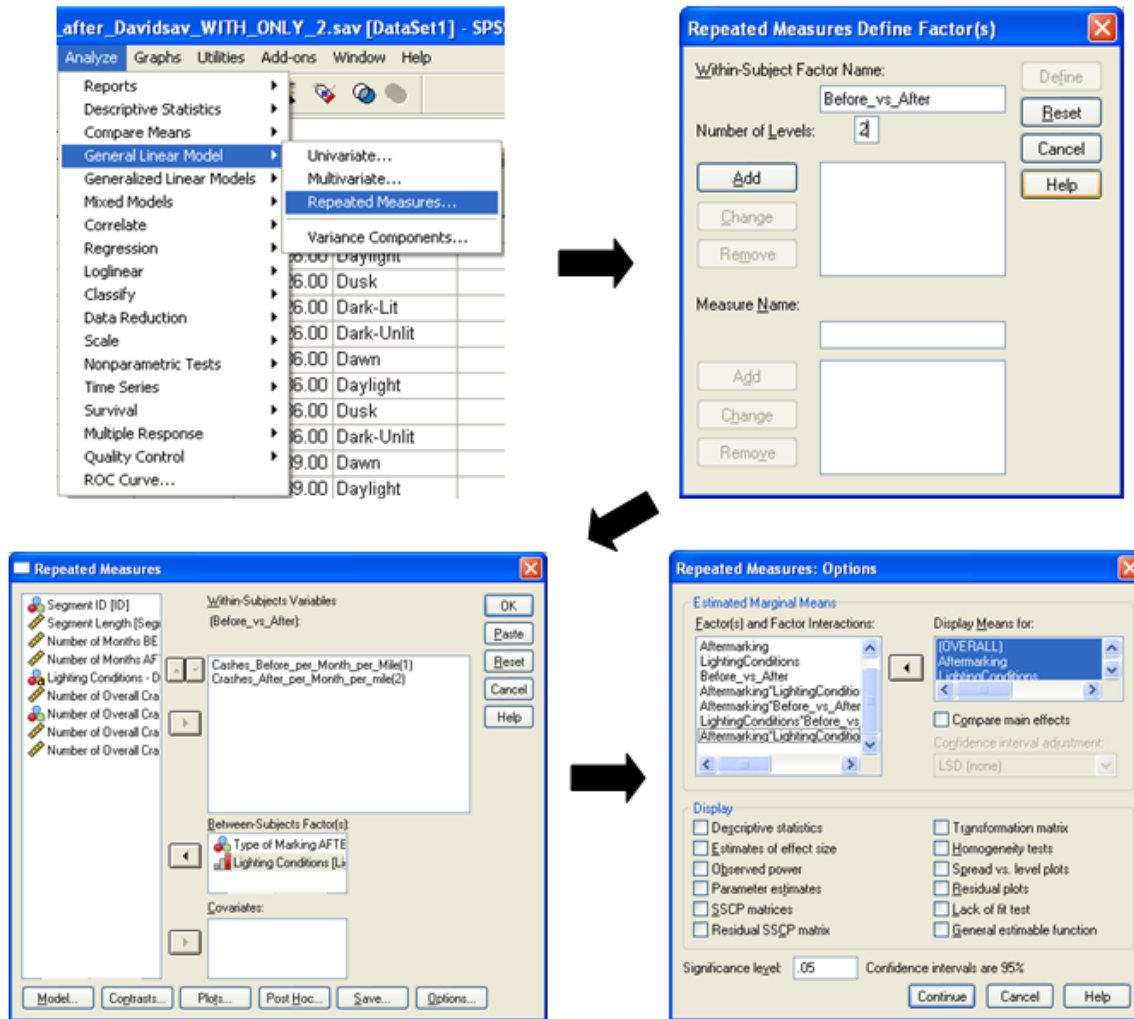 _after_Davidsav_WITH_ONLY_2.sav [DataSet1] - SPS
Analyze Graphs Utilities Add-ons Window Help
Reports
Descriptive Statistics
Compare Means
General Linear Model
Generalized Linear Models
Mixed Models
Correlate
Regression
Loglinear
Classify
Data Reduction
Scale
Nonparametric Tests
Time Series
Survival
Multiple Response
Quality Control
ROC Curve...
Univariate...
Multivariate...
Repeated Measures...
Variance Components...
26.00 Daylight
26.00 Dusk
26.00 Dark-Lit
26.00 Dark-Unlit
36.00 Dawn
36.00 Daylight
36.00 Dusk
36.00 Dark-Unlit
39.00 Dawn
39.00 Daylight
Repeated Measures Define Factor(s)
Within-Subject Factor Name:
Before_vs_After
Number of Levels: 2
Add
Change
Remove
Measure Name:
Add
Change
Remove
Define
Reset
Cancel
Help
Repeated Measures
Segment ID [ID]
Segment Length [Seg
Number of Months BE
Number of Months AF
Lighting Conditions - D
Number of Overall Cra
Number of Overall Cra
Number of Overall Cra
Number of Overall Cra
Within-Subjects Variables
(Before_vs_After):
Cashes_Before_per_Month_per_Mile(1)
Crashes_After_per_Month_per_mile(2)
Between-Subjects Factor(s):
Type of Marking AFTE
Lighting Conditions [Li
Covariates:
OK
Paste
Reset
Cancel
Help
Model... Contrasts... Plots... Post Hoc... Save... Options...
Repeated Measures: Options
Estimated Marginal Means
Factor(s) and Factor Interactions:
Aftermarking
LightingConditions
Before_vs_After
Aftermarking*LightingConditio
Aftermarking*Before_vs_After
LightingConditions*Before_vs
Aftermarking*LightingConditio
Display Means for:
(OVERALL)
Aftermarking
LightingConditions
Compare main effects
Confidence interval adjustment:
LSD (none)
Display
Descriptive statistics
Estimates of effect size
Observed power
Parameter estimates
SSCP matrices
Residual SSCP matrix
Transformation matrix
Homogeneity tests
Spread vs. level plots
Residual plots
Lack of fit test
General estimable function
Significance level: .05 Confidence intervals are 95%
Continue Cancel Help